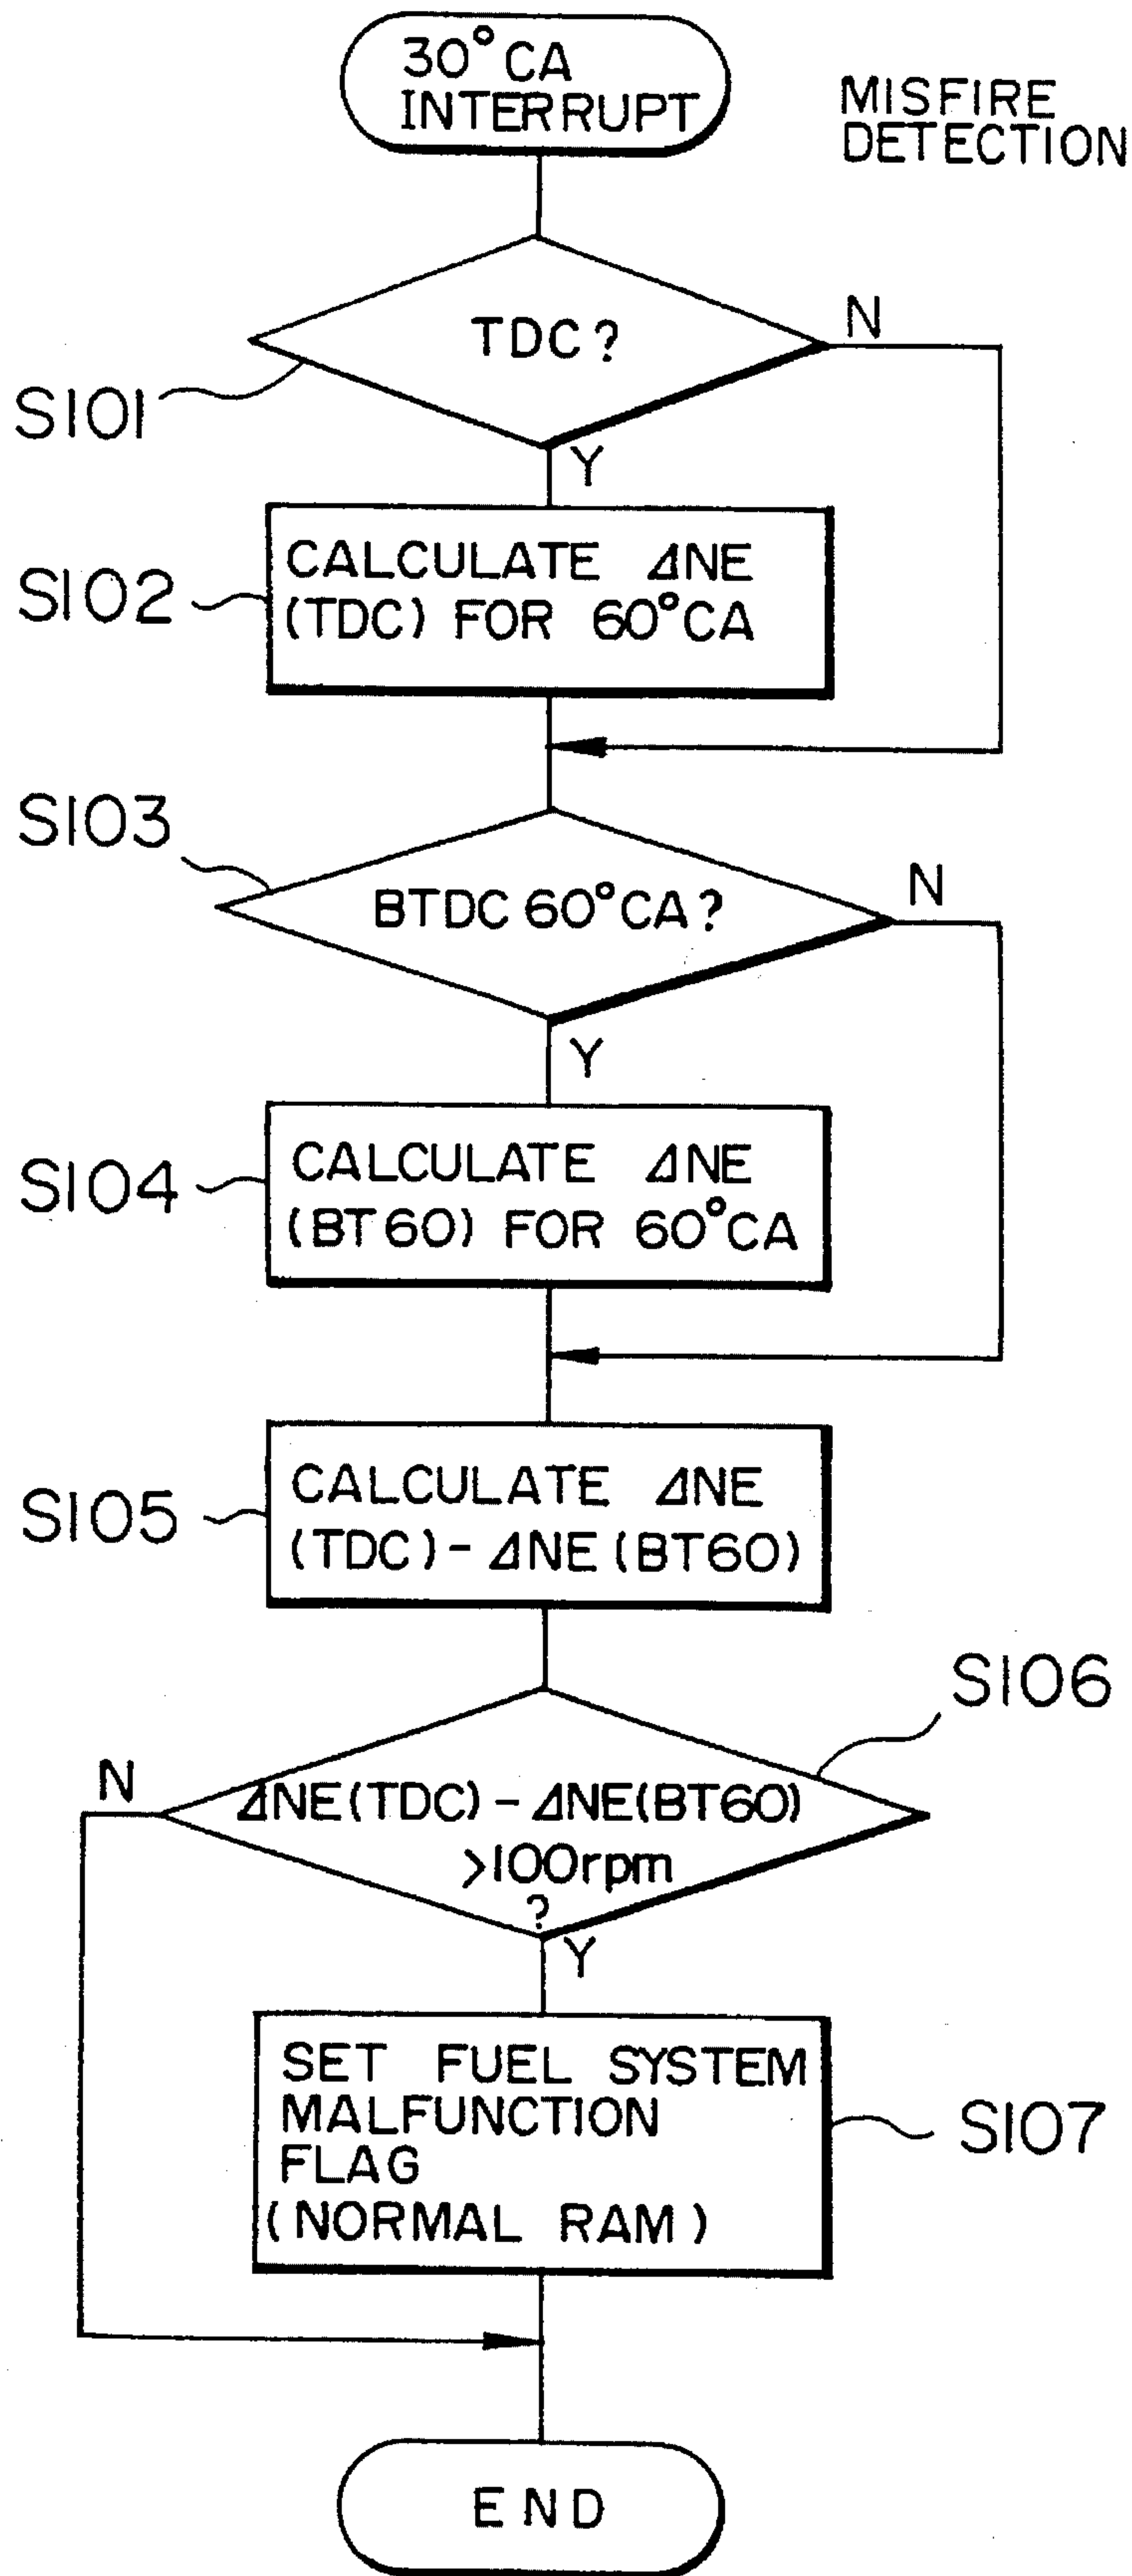 30°CA
INTERRUPT
MISFIRE
DETECTION
TDC?
N
S101
Y
CALCULATE ΔNE
(TDC) FOR 60°CA
S102
S103
BTDC 60°CA?
N
Y
CALCULATE ΔNE
(BT60) FOR 60°CA
S104
CALCULATE ΔNE
(TDC) - ΔNE (BT60)
S105
S106
N
ΔNE(TDC) - ΔNE(BT60)
>100rpm
?
Y
SET FUEL SYSTEM
MALFUNCTION
FLAG
(NORMAL RAM)
S107
END